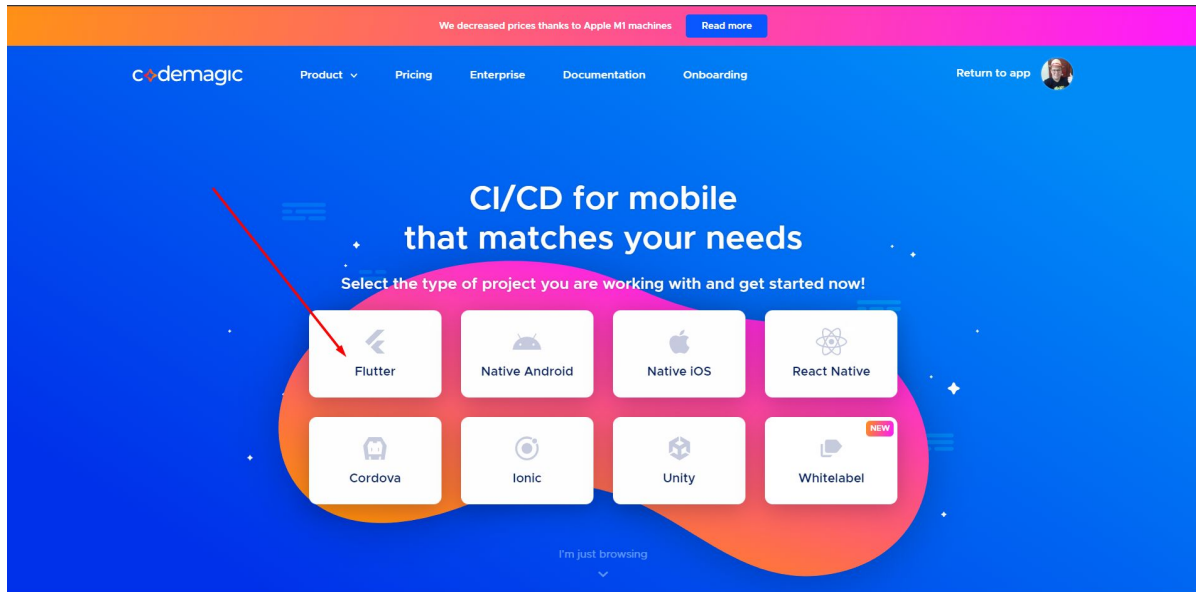 We decreased prices thanks to Apple M1 machines Read more
codemagic Product Pricing Enterprise Documentation Onboarding Return to app
CI/CD for mobile
that matches your needs
Select the type of project you are working with and get started now!
Flutter Native Android Native iOS React Native
NEW
Cordova Ionic Unity Whitelabel
I'm just browsing